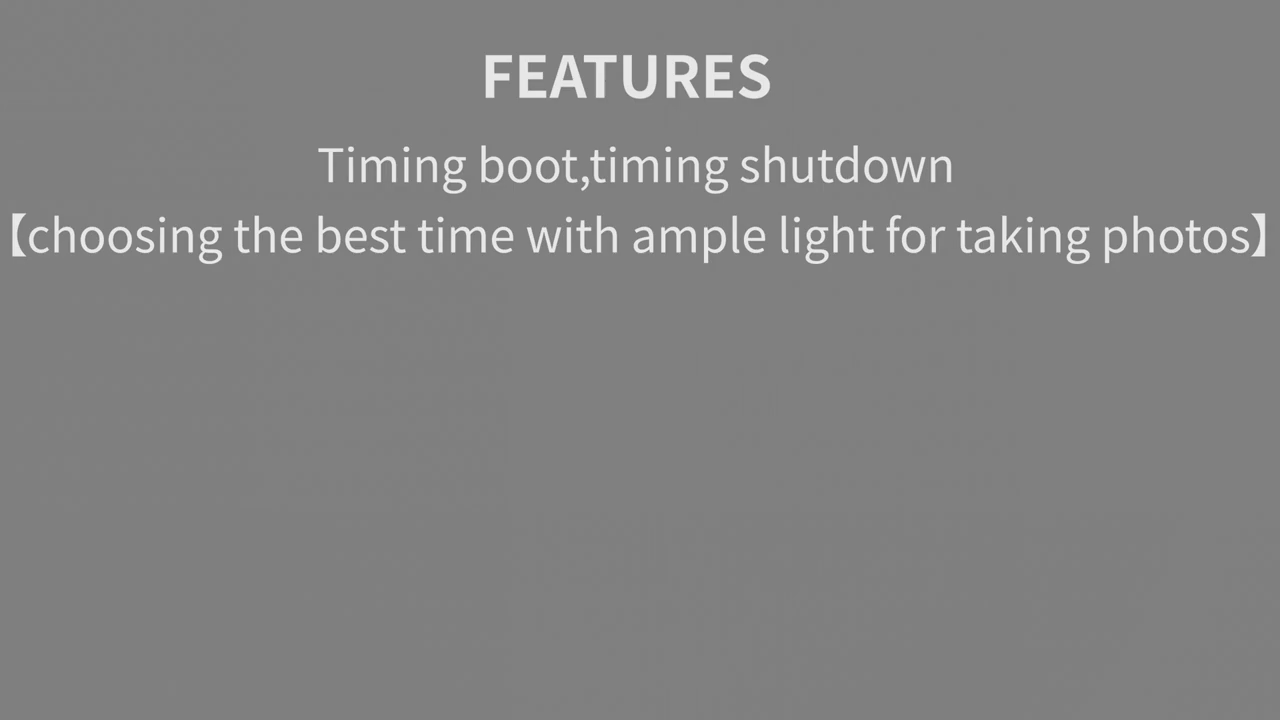 FEATURES
Timing boot,timing shutdown
【choosing the best time with ample light for taking photos】